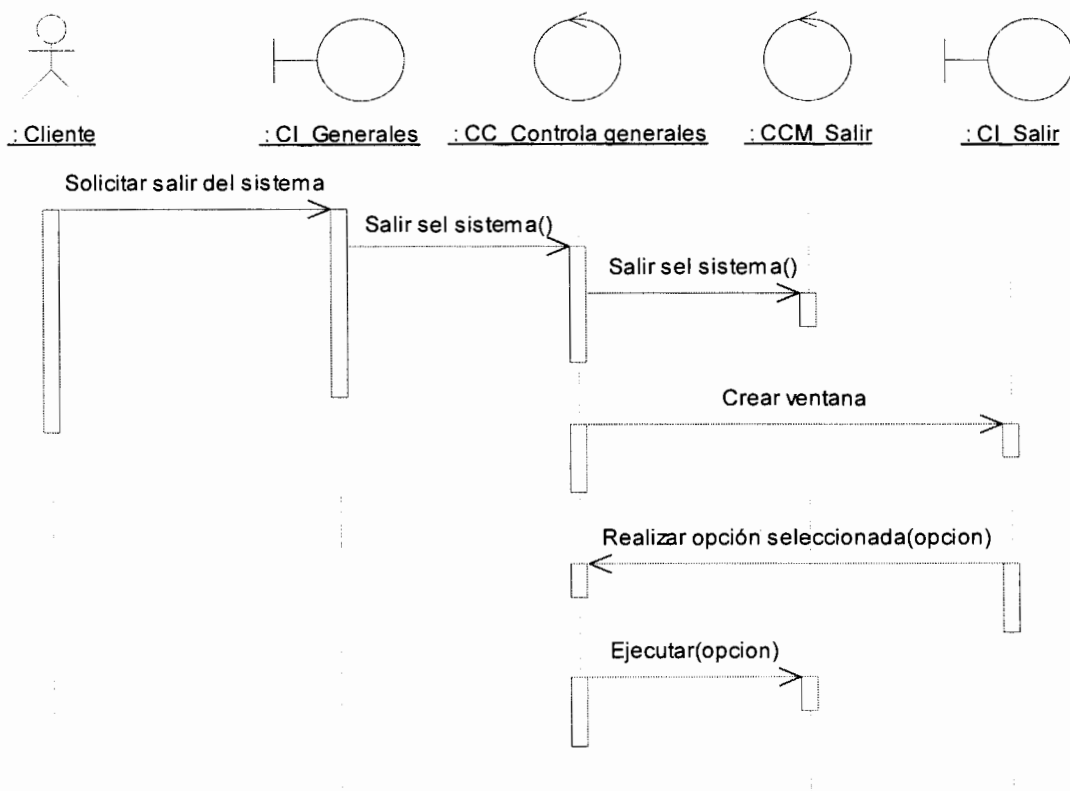 : Cliente
: CI_Generales
: CC_Controla generales
: CCM_Salir
: CI_Salir
Solicitar salir del sistema
Salir sel sistema()
Salir sel sistema()
Crear ventana
Realizar opción seleccionada(opcion)
Ejecutar(opcion)